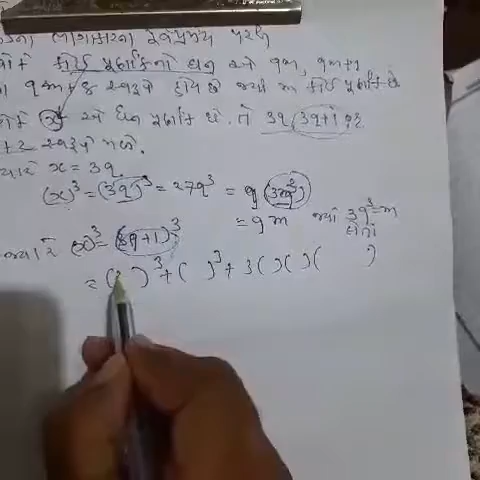 ભાગાકારના
કોઈ પૂર્ણાંકનો ઘન એ 9m, 9m+1
9m+8 સ્વરૂપે હોય છે જ્યાં m કોઈ પૂર્ણાંક છે
x એ ધન પૂર્ણાંક છે. તો 3q, 3q+1, 3q
+2 સ્વરૂપે મળે.
x = 3q
(x)³ = (3q)³ = 27q³ = 9(3q³)
= 9m જ્યાં 3q³=m
જ્યારે (x)³ = (3q+1)³
= ( )³ + ( )³ + 3( )( )( )